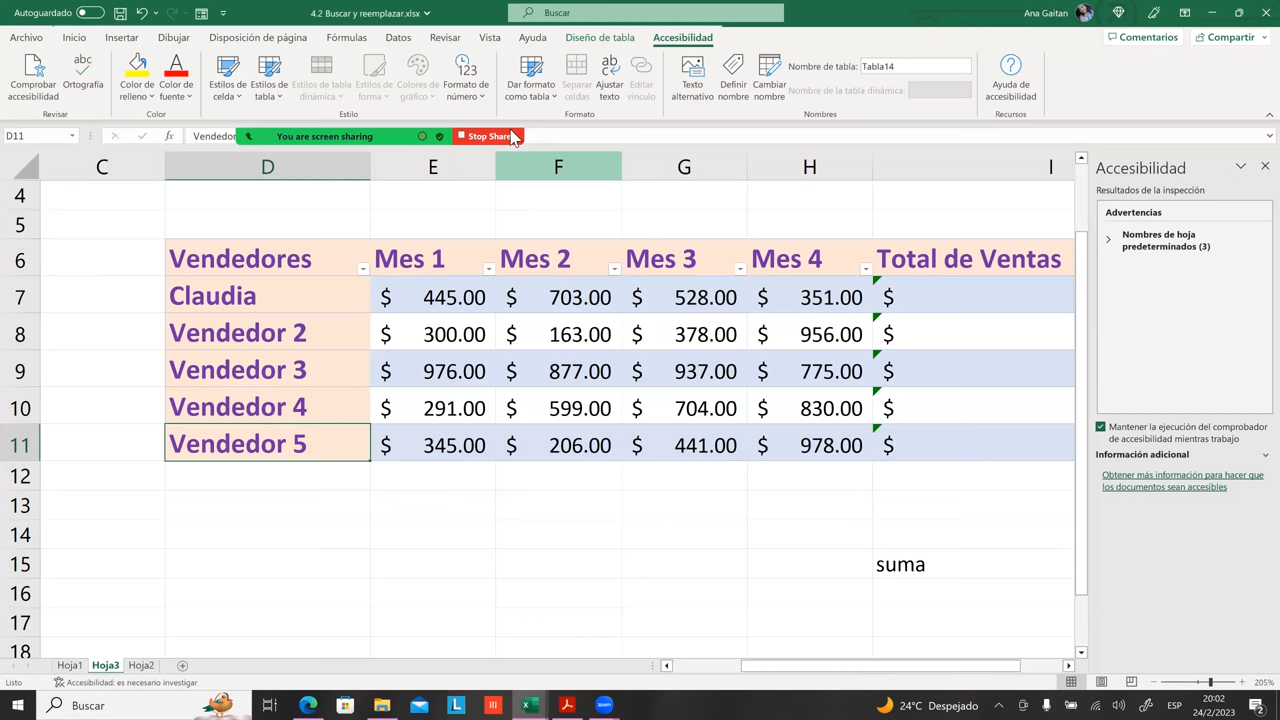 Autoguardado
4.2 Buscar y reemplazar.xlsx
Buscar
Ana Gaitan
Archivo Inicio Insertar Dibujar Disposición de página Fórmulas Datos Revisar Vista Ayuda Diseño de tabla Accesibilidad
Comentarios Compartir
Comprobar accesibilidad
Ortografía
Color de relleno
Color de fuente
Estilos de celda
Estilos de tabla
Estilos de tabla dinámica
Estilos de forma
Colores de gráfico
Formato de número
Dar formato como tabla
Separar celdas
Ajustar texto
Editar vínculo
Texto alternativo
Definir nombre
Cambiar nombre
Nombre de tabla: Tabla14
Nombre de la tabla dinámica:
Ayuda de accesibilidad
Revisar Color Estilo Formato Nombres Recursos
D11 fx Vendedor
You are screen sharing Stop Share
C D E F G H I
4
5
6 Vendedores Mes 1 Mes 2 Mes 3 Mes 4 Total de Ventas
7 Claudia $ 445.00 $ 703.00 $ 528.00 $ 351.00 $
8 Vendedor 2 $ 300.00 $ 163.00 $ 378.00 $ 956.00 $
9 Vendedor 3 $ 976.00 $ 877.00 $ 937.00 $ 775.00 $
10 Vendedor 4 $ 291.00 $ 599.00 $ 704.00 $ 830.00 $
11 Vendedor 5 $ 345.00 $ 206.00 $ 441.00 $ 978.00 $
12
13
14
15 suma
16
17
18
Accesibilidad
Resultados de la inspección
Advertencias
Nombres de hoja
predeterminados (3)
Mantener la ejecución del comprobador
de accesibilidad mientras trabajo
Información adicional
Obtener más información para hacer que
los documentos sean accesibles
Hoja1 Hoja3 Hoja2
Listo Accesibilidad: es necesario investigar
205%
Buscar
24°C Despejado
ESP
20:02
24/2/2023
2